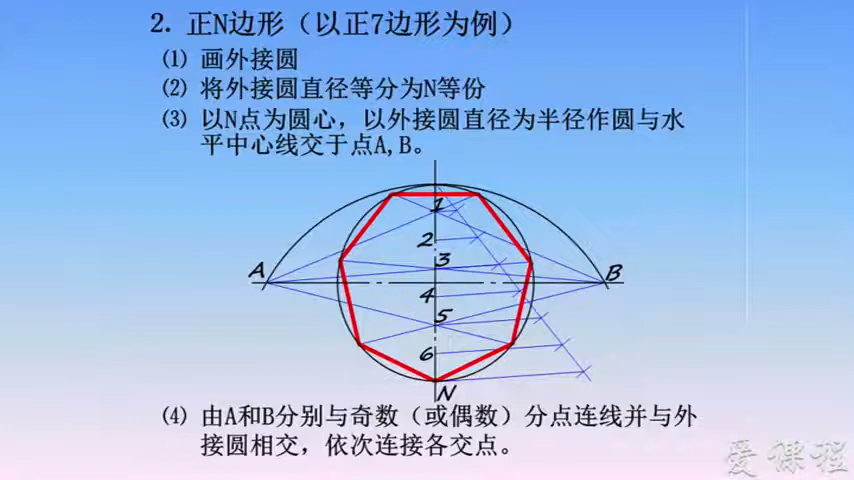 2. 正N边形（以正7边形为例）
⑴ 画外接圆
⑵ 将外接圆直径等分为N等份
⑶ 以N点为圆心，以外接圆直径为半径作圆与水
平中心线交于点A,B。
1
2
3
A
B
4
5
6
N
⑷ 由A和B分别与奇数（或偶数）分点连线并与外
接圆相交，依次连接各交点。
爱课程